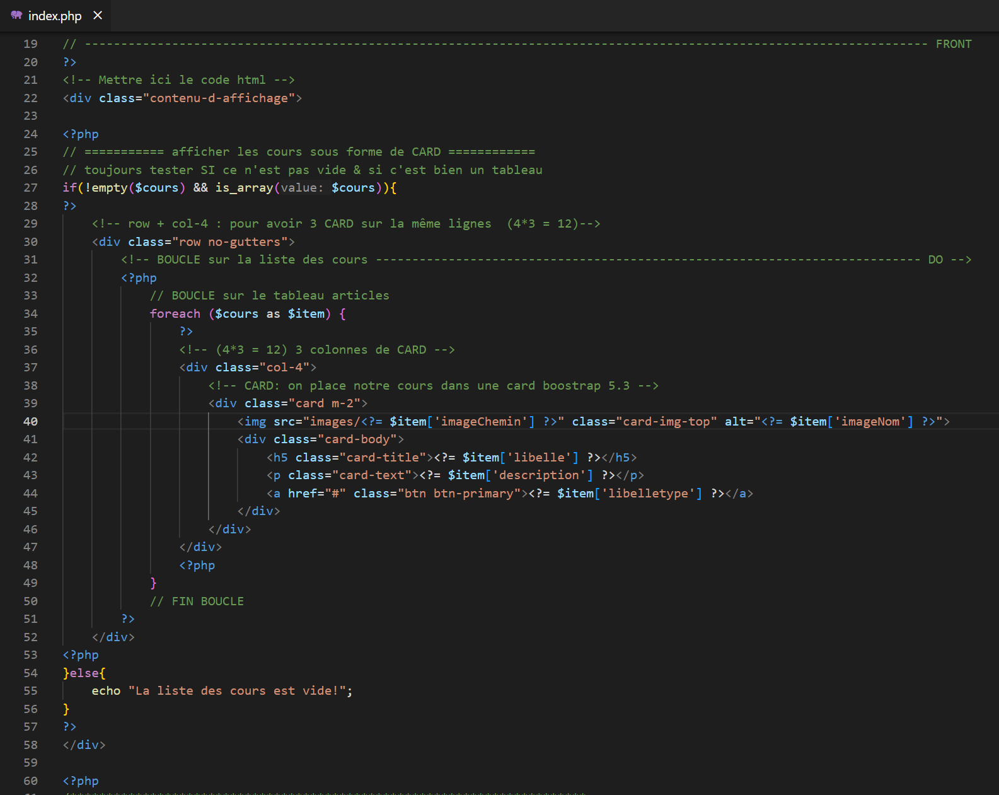 index.php ×
19 // -------------------------------------------------------------------------------------------------------------------- FRONT
20 ?>
21 <!-- Mettre ici le code html -->
22 <div class="contenu-d-affichage">
23
24 <?php
25 // =========== afficher les cours sous forme de CARD ============
26 // toujours tester SI ce n'est pas vide & si c'est bien un tableau
27 if(!empty($cours) && is_array(value: $cours)){
28 ?>
29     <!-- row + col-4 : pour avoir 3 CARD sur la même lignes  (4*3 = 12)-->
30     <div class="row no-gutters">
31         <!-- BOUCLE sur la liste des cours --------------------------------------------------------------------------- DO -->
32         <?php
33             // BOUCLE sur le tableau articles
34             foreach ($cours as $item) {
35                 ?>
36                 <!-- (4*3 = 12) 3 colonnes de CARD -->
37                 <div class="col-4">
38                     <!-- CARD: on place notre cours dans une card boostrap 5.3 -->
39                     <div class="card m-2">
40                         <img src="images/<?= $item['imageChemin'] ?>" class="card-img-top" alt="<?= $item['imageNom'] ?>">
41                         <div class="card-body">
42                             <h5 class="card-title"><?= $item['libelle'] ?></h5>
43                             <p class="card-text"><?= $item['description'] ?></p>
44                             <a href="#" class="btn btn-primary"><?= $item['libelletype'] ?></a>
45                         </div>
46                     </div>
47                 </div>
48                 <?php
49             }
50             // FIN BOUCLE
51         ?>
52     </div>
53 <?php
54 }else{
55     echo "La liste des cours est vide!";
56 }
57 ?>
58 </div>
59
60 <?php